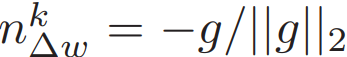 n^k_{Δw} = −g/||g||_2